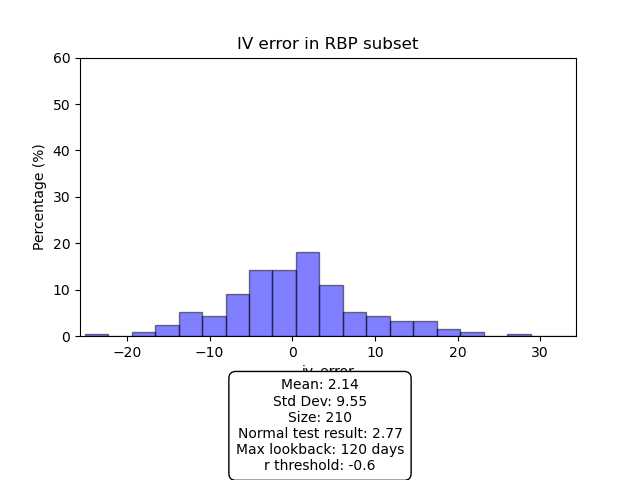 IV error in RBP subset
60
50
40
30
20
10
0
Percentage (%)
−20 −10 0 10 20 30
iv_error
Mean: 2.14
Std Dev: 9.55
Size: 210
Normal test result: 2.77
Max lookback: 120 days
r threshold: -0.6